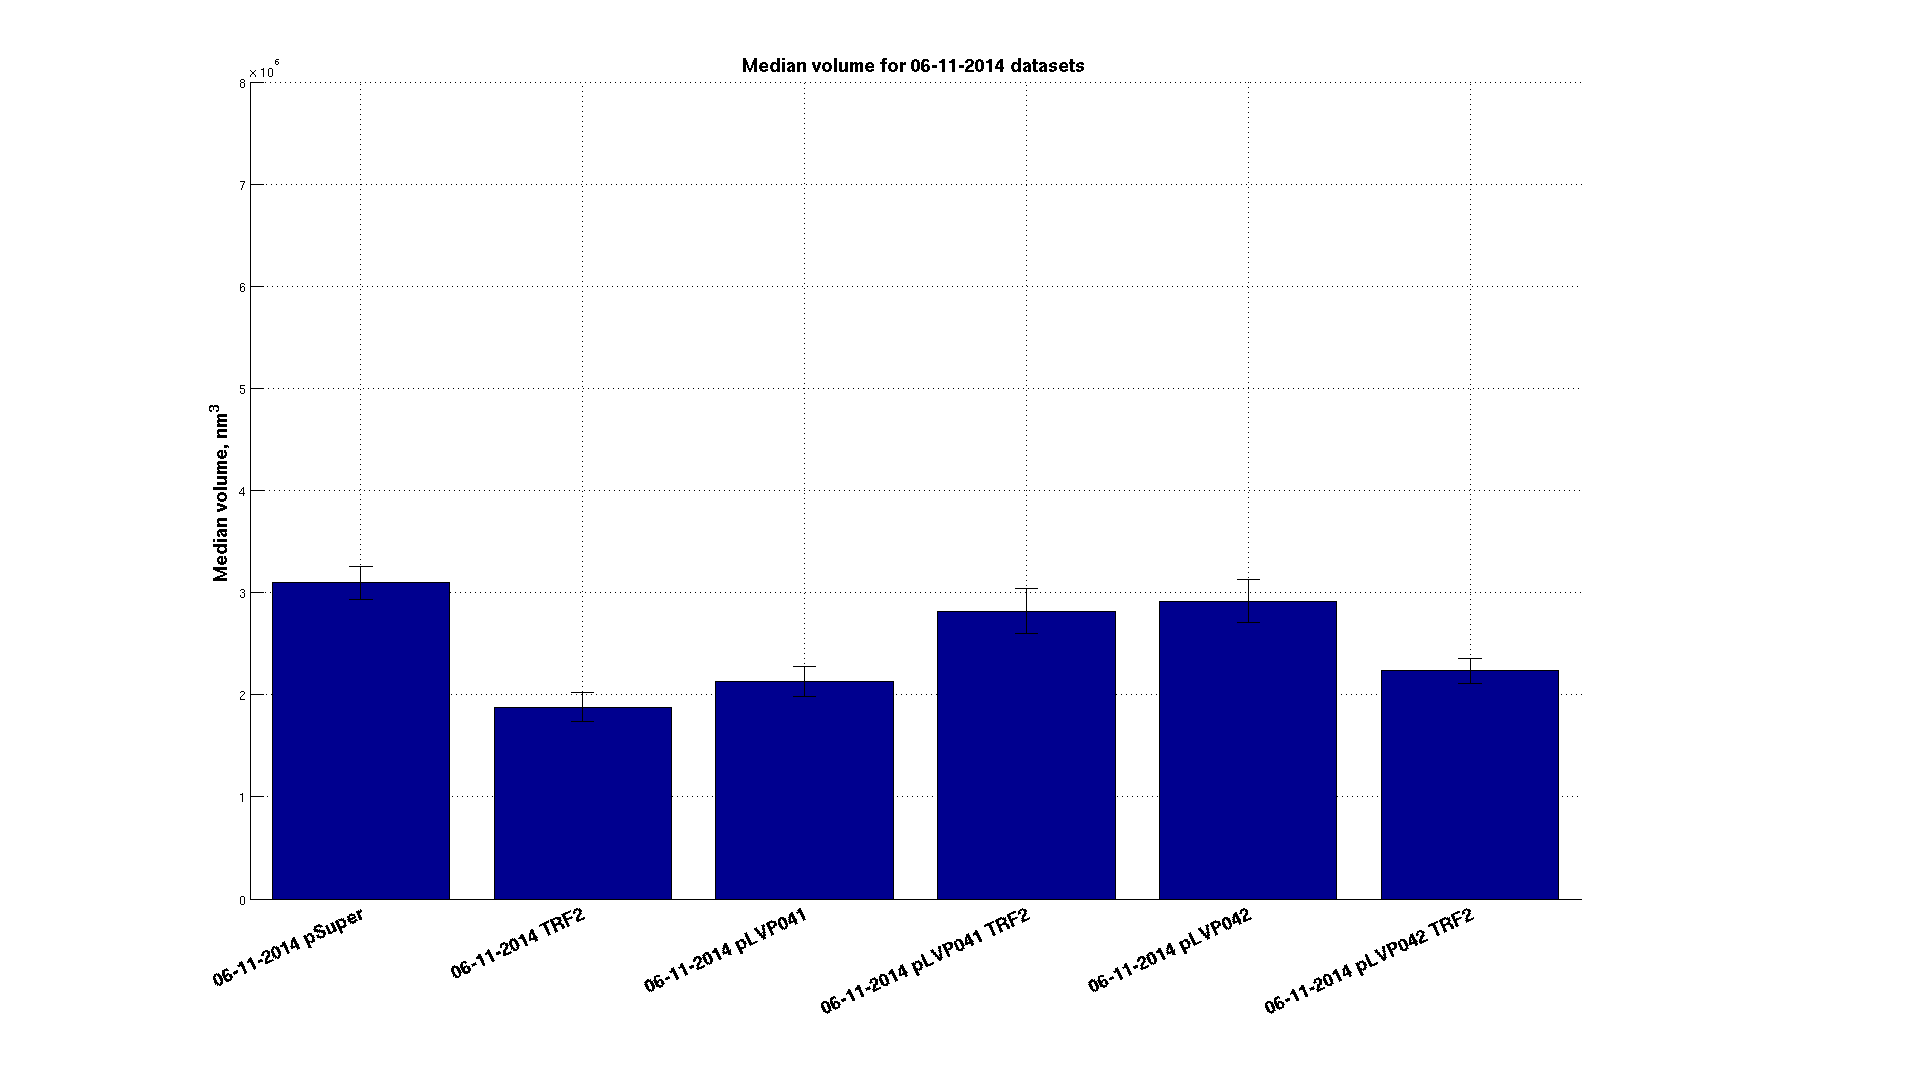 Median volume for 06-11-2014 datasets
× 10^6
8
7
6
5
4
3
2
1
0
Median volume, nm^3
06-11-2014 pSuper
06-11-2014 TRF2
06-11-2014 pLVP041
06-11-2014 pLVP041 TRF2
06-11-2014 pLVP042
06-11-2014 pLVP042 TRF2